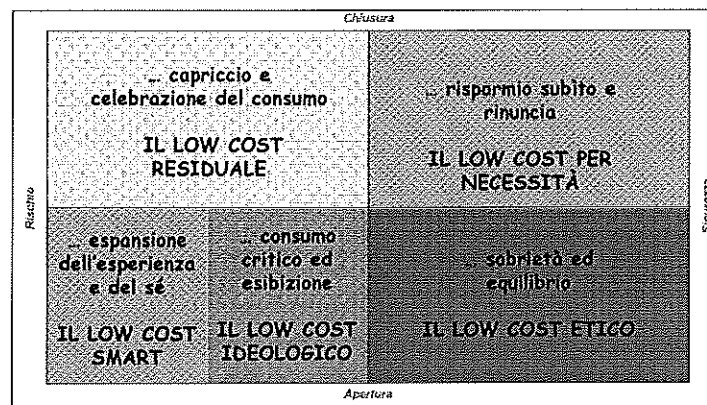 Chiusura
... capriccio e
celebrazione del consumo
IL LOW COST
RESIDUALE
... risparmio subìto e
rinuncia
IL LOW COST PER
NECESSITÀ
Rischio
Sicurezza
... espansione
dell'esperienza
e del sé
IL LOW COST
SMART
... consumo
critico ed
esibizione
IL LOW COST
IDEOLOGICO
... sobrietà ed
equilibrio
IL LOW COST ETICO
Apertura